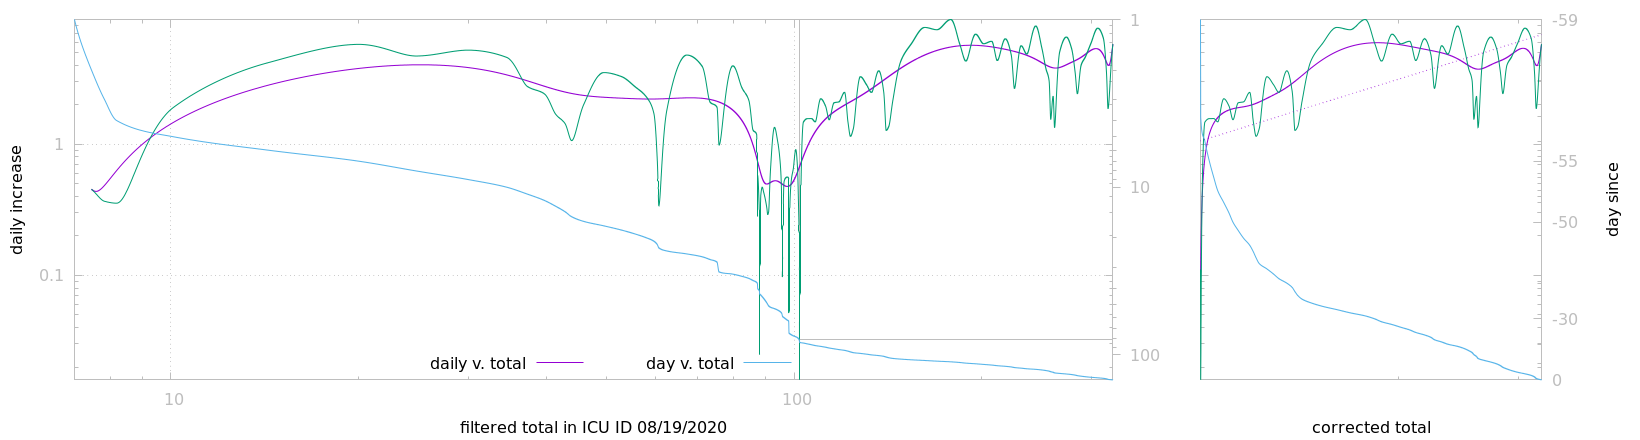 daily increase
1
0.1
10
100
daily v. total
day v. total
1
10
100
filtered total in ICU ID 08/19/2020
-59
-55
-50
-30
0
day since
corrected total